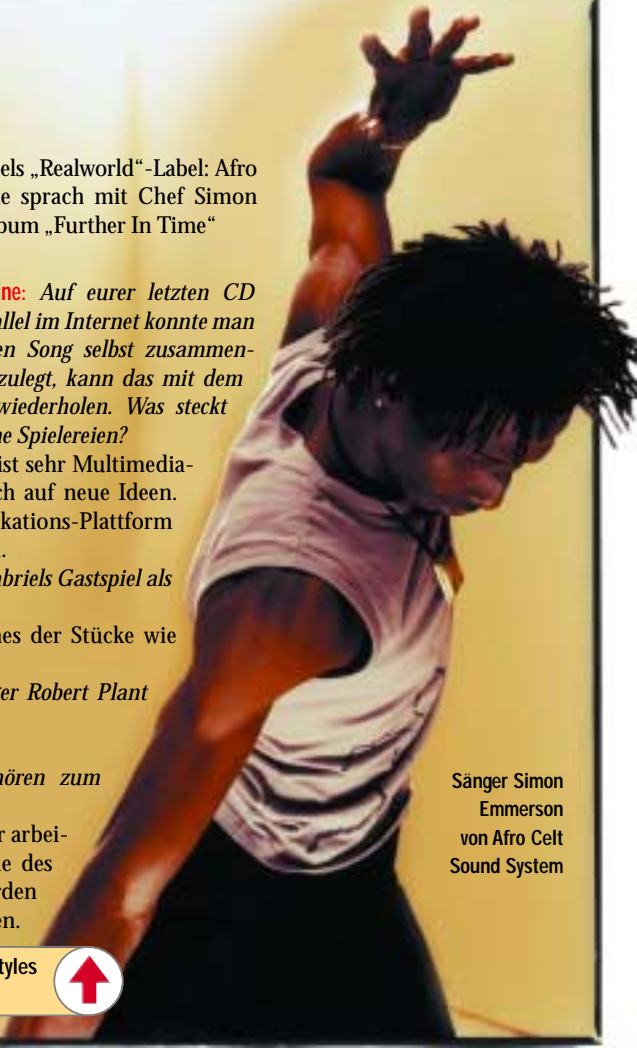 els „Realworld“-Label: Afro
e sprach mit Chef Simon
bum „Further In Time“
ne: Auf eurer letzten CD
allel im Internet konnte man
en Song selbst zusammen-
zulegt, kann das mit dem
wiederholen. Was steckt
he Spielereien?
ist sehr Multimedia-
ch auf neue Ideen.
kations-Plattform
abriels Gastspiel als
nes der Stücke wie
er Robert Plant
hören zum
r arbei-
e des
rden
en.
tyles
Sänger Simon
Emmerson
von Afro Celt
Sound System